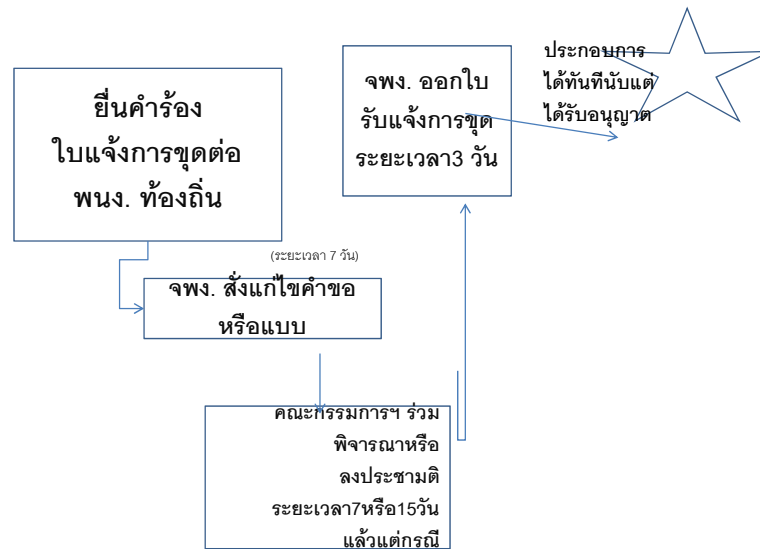 ยื่นคำร้อง
ใบแจ้งการขุดต่อ
พนง. ท้องถิ่น
(ระยะเวลา 7 วัน)
จพง. สั่งแก้ไขคำขอ
หรือแบบ
คณะกรรมการฯ ร่วม
พิจารณาหรือ
ลงประชามติ
ระยะเวลา7หรือ15วัน
แล้วแต่กรณี
จพง. ออกใบ
รับแจ้งการขุด
ระยะเวลา3 วัน
ประกอบการ
ได้ทันทีนับแต่
ได้รับอนุญาต